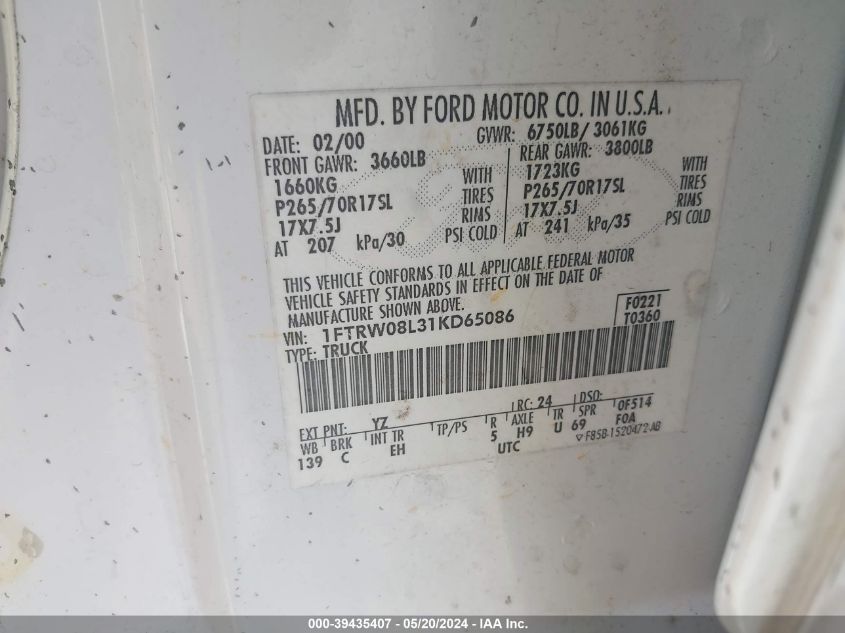 MFD. BY FORD MOTOR CO. IN U.S.A.
DATE: 02/00 GVWR: 6750LB/ 3061KG
FRONT GAWR: 3660LB REAR GAWR: 3800LB
1660KG WITH 1723KG WITH
P265/70R17SL TIRES P265/70R17SL TIRES
17X7.5J RIMS 17X7.5J RIMS
AT 207 kPa/30 PSI COLD AT 241 kPa/35 PSI COLD
THIS VEHICLE CONFORMS TO ALL APPLICABLE FEDERAL MOTOR
VEHICLE SAFETY STANDARDS IN EFFECT ON THE DATE OF
MANUFACTURE SHOWN ABOVE.
VIN: 1FTRW08L31KD65086 F0221
TYPE: TRUCK T0360
EXT PNT: YZ RC: 24 DSO:
WB BRK INT TR TP/PS R AXLE TR SPR 0F514
139 C EH 5 H9 U 69 F0A
UTC ▽ F85B-1520472-AB
000-39435407 - 05/20/2024 - IAA Inc.